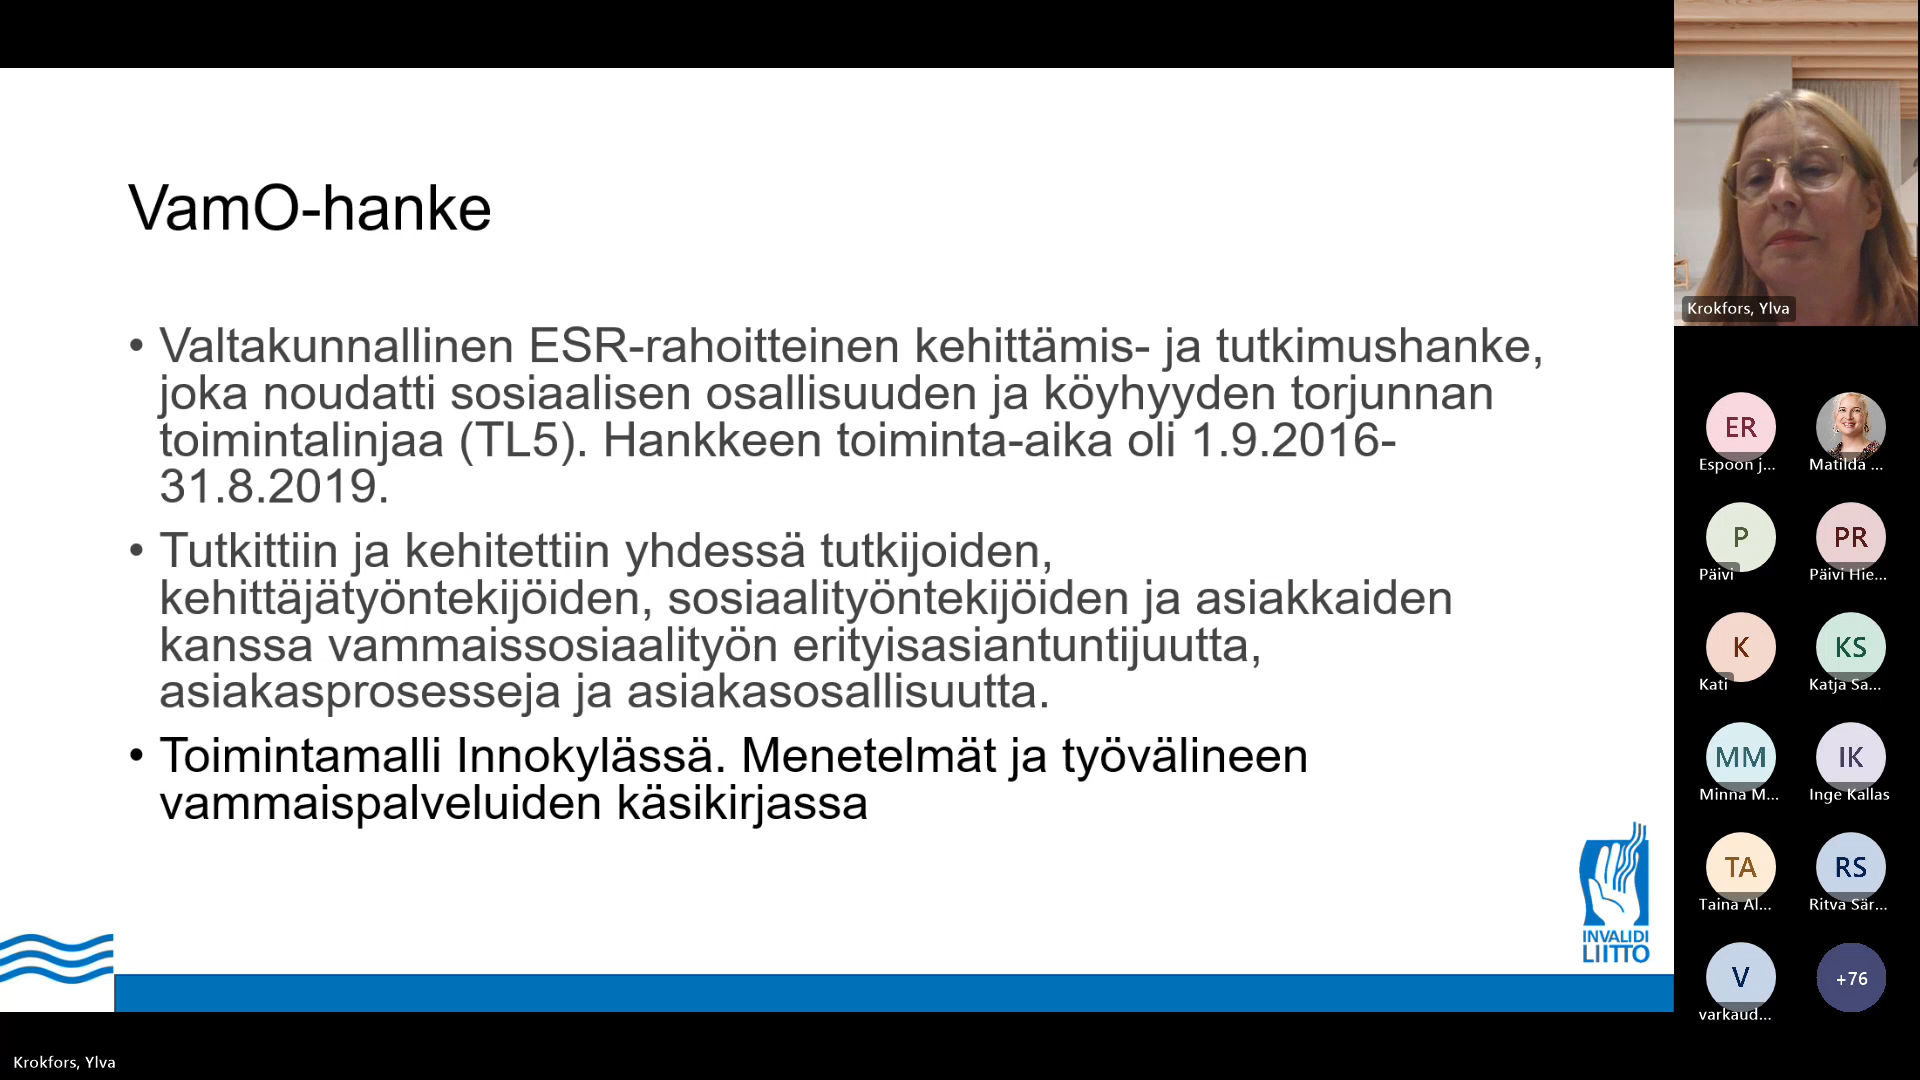 VamO-hanke
• Valtakunnallinen ESR-rahoitteinen kehittämis- ja tutkimushanke,
joka noudatti sosiaalisen osallisuuden ja köyhyyden torjunnan
toimintalinjaa (TL5). Hankkeen toiminta-aika oli 1.9.2016-
31.8.2019.
• Tutkittiin ja kehitettiin yhdessä tutkijoiden,
kehittäjätyöntekijöiden, sosiaalityöntekijöiden ja asiakkaiden
kanssa vammaissosiaalityön erityisasiantuntijuutta,
asiakasprosesseja ja asiakasosallisuutta.
• Toimintamalli Innokylässä. Menetelmät ja työvälineen
vammaispalveluiden käsikirjassa
INVALIDI
LIITTO
Krokfors, Ylva
Krokfors, Ylva
ER
Espoon j...
Matilda ...
P
Päivi
PR
Päivi Hie...
K
Kati
KS
Katja Sa...
MM
Minna M...
IK
Inge Kallas
TA
Taina Al...
RS
Ritva Sär...
V
varkaud...
+76